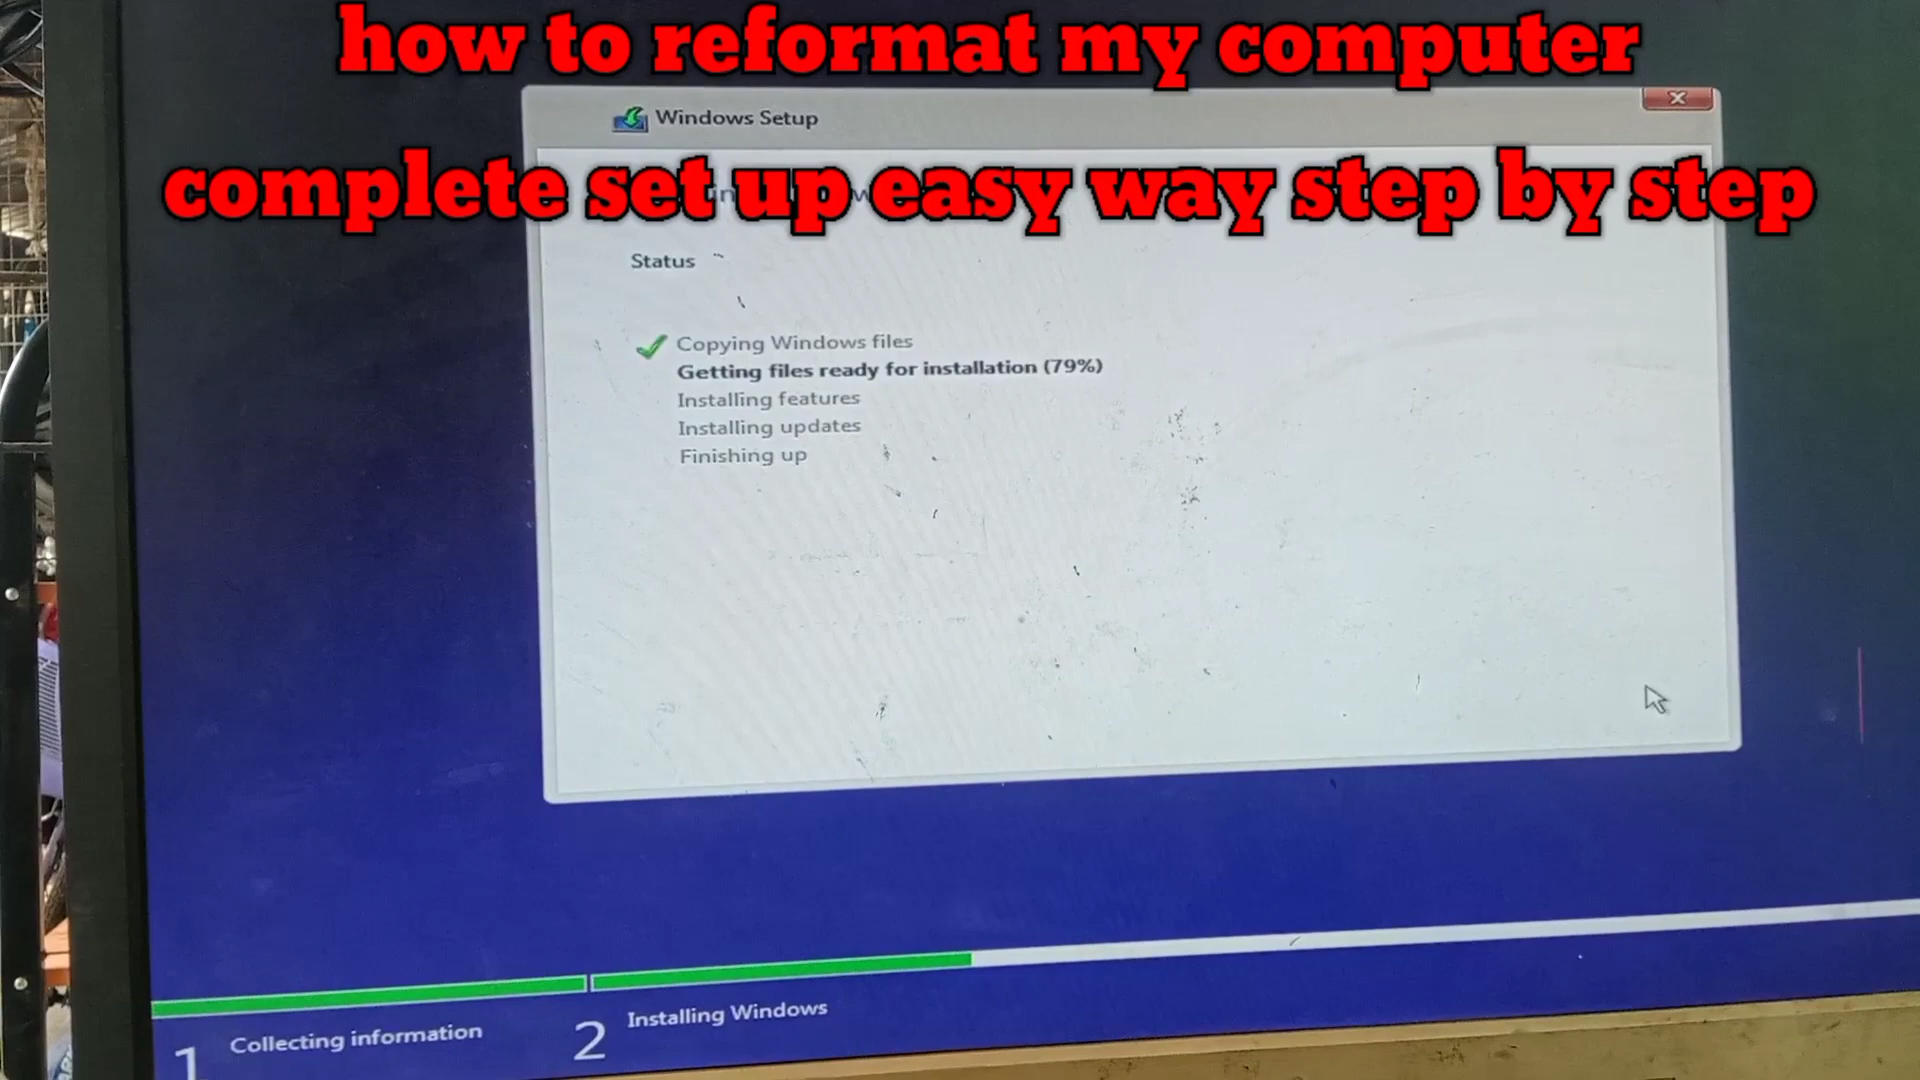 how to reformat my computer
Windows Setup
complete set up easy way step by step
Status
Copying Windows files
Getting files ready for installation (79%)
Installing features
Installing updates
Finishing up
1 Collecting information
2 Installing Windows